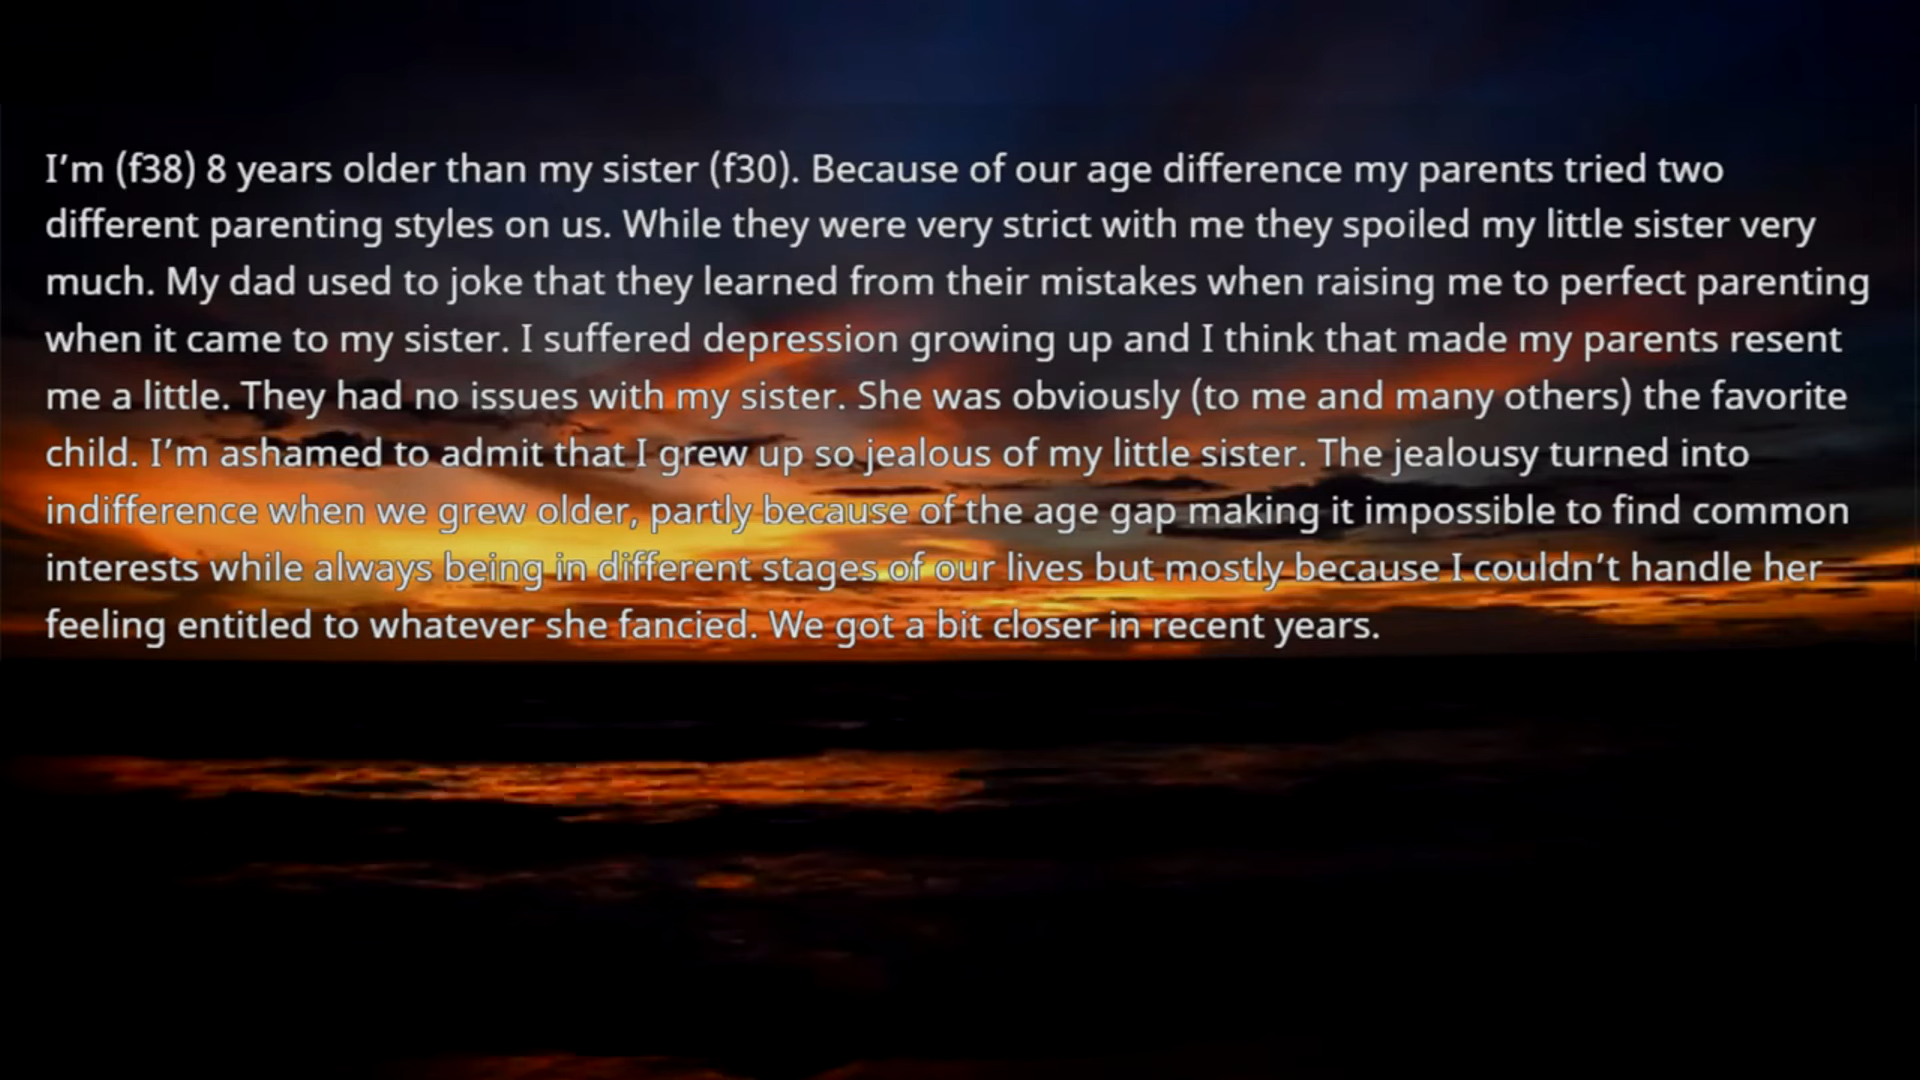 I’m (f38) 8 years older than my sister (f30). Because of our age difference my parents tried two
different parenting styles on us. While they were very strict with me they spoiled my little sister very
much. My dad used to joke that they learned from their mistakes when raising me to perfect parenting
when it came to my sister. I suffered depression growing up and I think that made my parents resent
me a little. They had no issues with my sister. She was obviously (to me and many others) the favorite
child. I’m ashamed to admit that I grew up so jealous of my little sister. The jealousy turned into
indifference when we grew older, partly because of the age gap making it impossible to find common
interests while always being in different stages of our lives but mostly because I couldn’t handle her
feeling entitled to whatever she fancied. We got a bit closer in recent years.